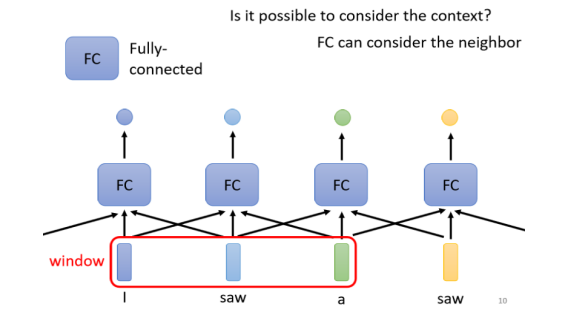 Is it possible to consider the context?
FC can consider the neighbor
FC
Fully-
connected
FC
FC
FC
FC
window
I
saw
a
saw
10